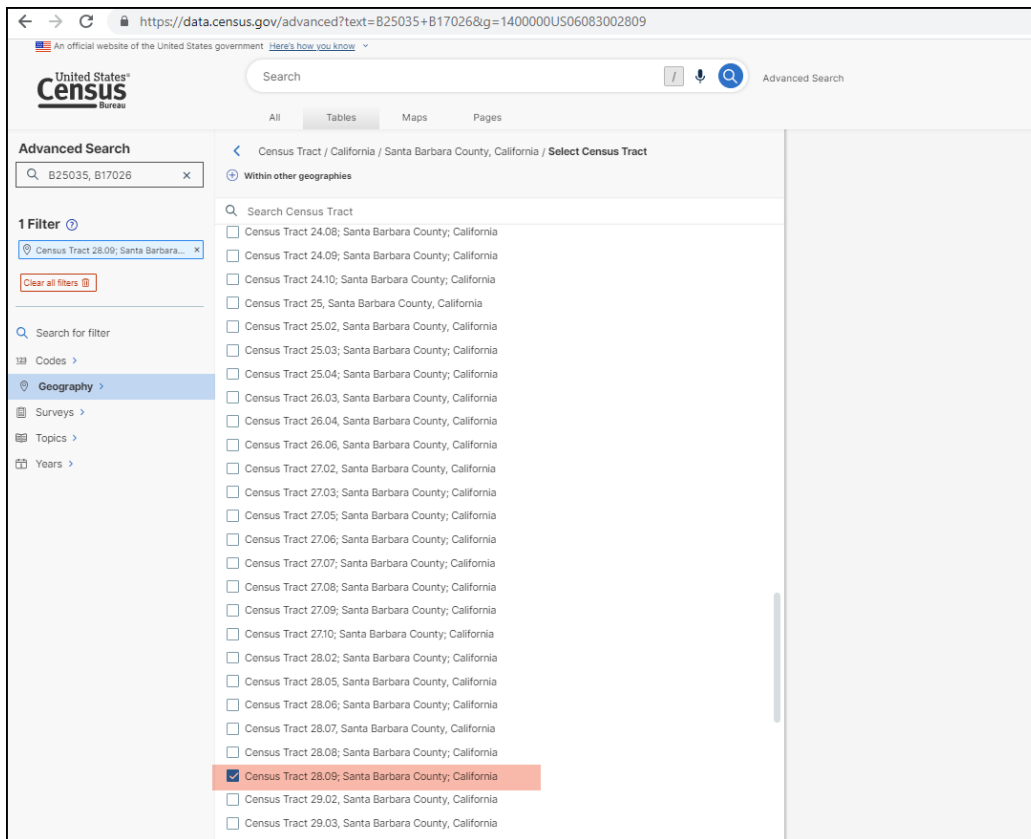 https://data.census.gov/advanced?text=B25035+B17026&g=1400000US06083002809
An official website of the United States government Here's how you know
United States®
Census
Bureau
Search
/
Advanced Search
All Tables Maps Pages
Advanced Search
B25035, B17026 ×
1 Filter ?
Census Tract 28.09; Santa Barbara... ×
Clear all filters
Search for filter
Codes >
Geography >
Surveys >
Topics >
Years >
Census Tract / California / Santa Barbara County, California / Select Census Tract
Within other geographies
Search Census Tract
Census Tract 24.08; Santa Barbara County; California
Census Tract 24.09; Santa Barbara County; California
Census Tract 24.10; Santa Barbara County; California
Census Tract 25, Santa Barbara County, California
Census Tract 25.02, Santa Barbara County, California
Census Tract 25.03; Santa Barbara County; California
Census Tract 25.04; Santa Barbara County; California
Census Tract 26.03, Santa Barbara County, California
Census Tract 26.04, Santa Barbara County, California
Census Tract 26.06, Santa Barbara County, California
Census Tract 27.02, Santa Barbara County, California
Census Tract 27.03; Santa Barbara County; California
Census Tract 27.05; Santa Barbara County; California
Census Tract 27.06; Santa Barbara County; California
Census Tract 27.07; Santa Barbara County; California
Census Tract 27.08; Santa Barbara County; California
Census Tract 27.09; Santa Barbara County; California
Census Tract 27.10; Santa Barbara County; California
Census Tract 28.02; Santa Barbara County; California
Census Tract 28.05, Santa Barbara County, California
Census Tract 28.06; Santa Barbara County; California
Census Tract 28.07, Santa Barbara County, California
Census Tract 28.08; Santa Barbara County; California
Census Tract 28.09; Santa Barbara County; California
Census Tract 29.02, Santa Barbara County, California
Census Tract 29.03, Santa Barbara County, California